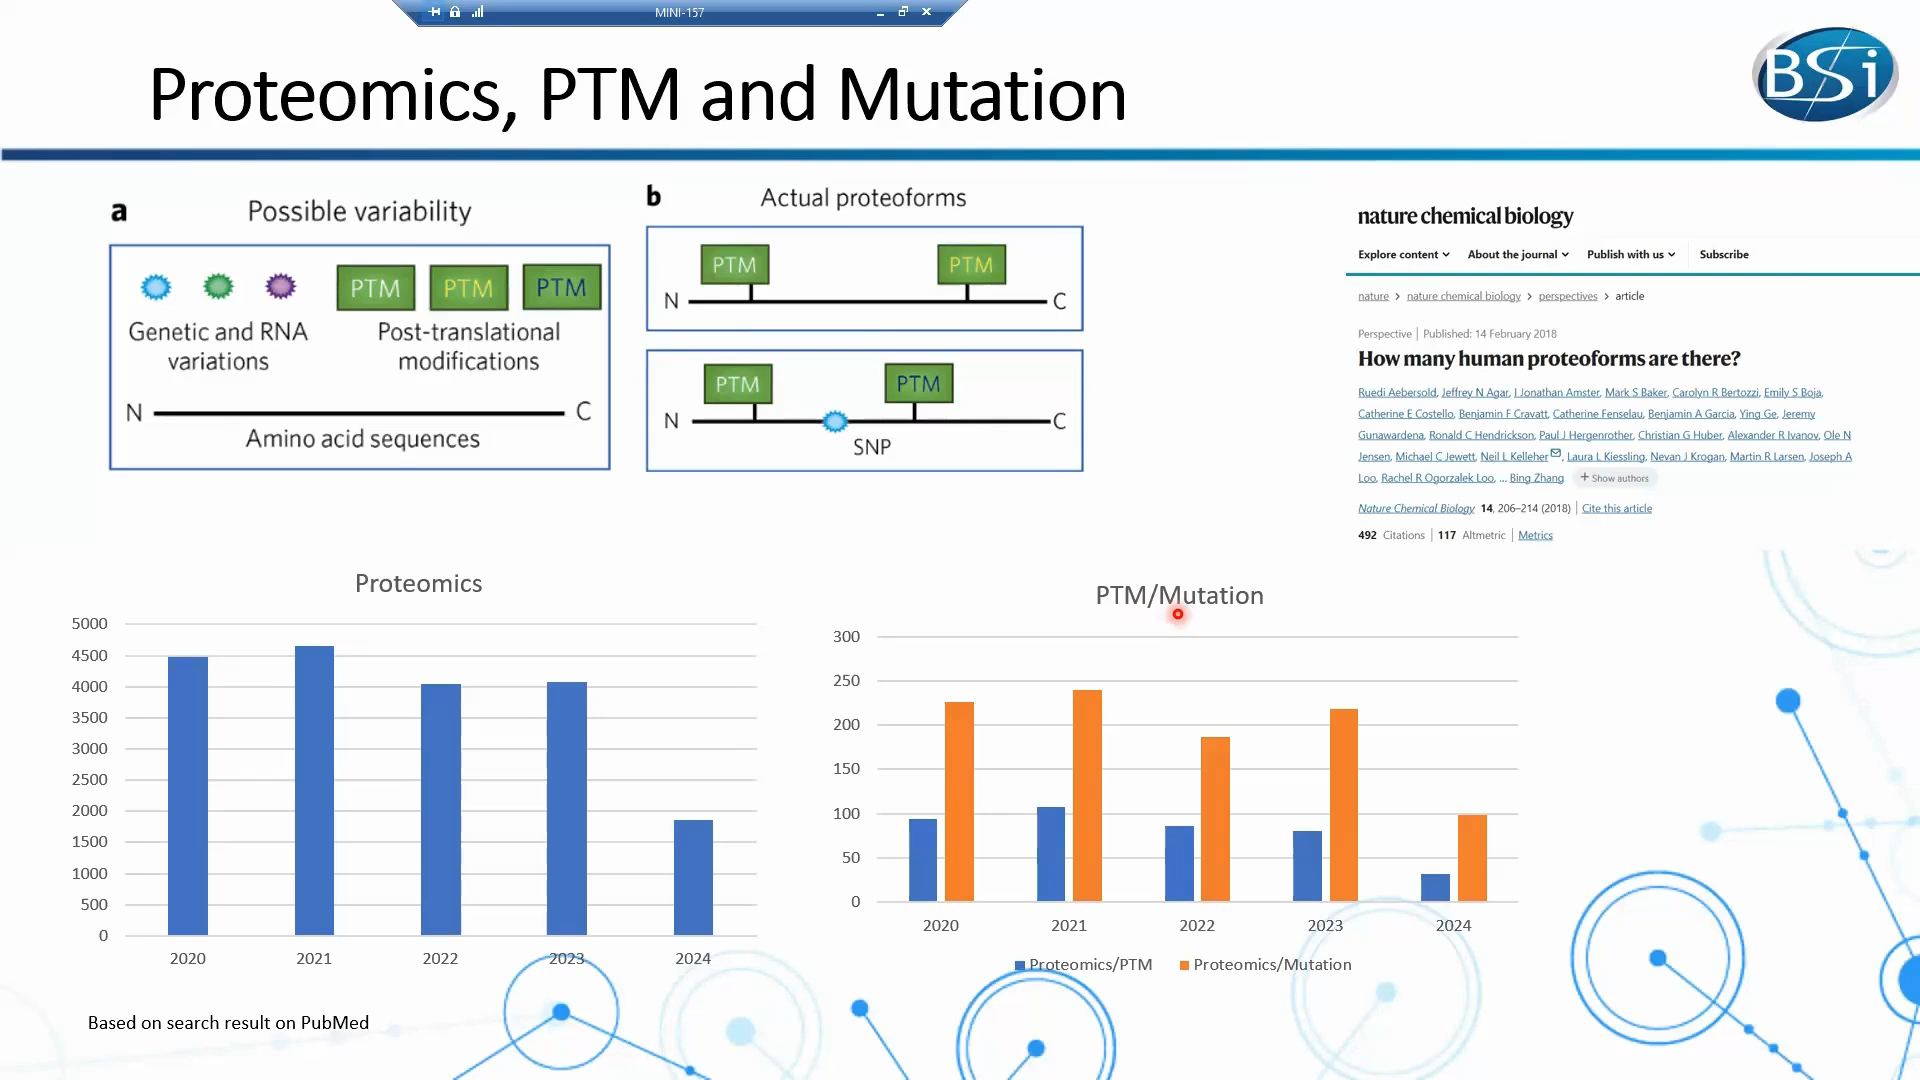 MINI-157
Proteomics, PTM and Mutation
BSi
a
Possible variability
PTM
PTM
PTM
Genetic and RNA
variations
Post-translational
modifications
N
C
Amino acid sequences
b
Actual proteoforms
PTM
PTM
N
C
PTM
PTM
N
C
SNP
nature chemical biology
Explore content
About the journal
Publish with us
Subscribe
nature > nature chemical biology > perspectives > article
Perspective | Published: 14 February 2018
How many human proteoforms are there?
Ruedi Aebersold, Jeffrey N Agar, I Jonathan Amster, Mark S Baker, Carolyn R Bertozzi, Emily S Boja,
Catherine E Costello, Benjamin F Cravatt, Catherine Fenselau, Benjamin A Garcia, Ying Ge, Jeremy
Gunawardena, Ronald C Hendrickson, Paul J Hergenrother, Christian G Huber, Alexander R Ivanov, Ole N
Jensen, Michael C Jewett, Neil L Kelleher, Laura L Kiessling, Nevan J Krogan, Martin R Larsen, Joseph A
Loo, Rachel R Ogorzalek Loo, ... Bing Zhang + Show authors
Nature Chemical Biology 14, 206–214 (2018) | Cite this article
492 Citations | 117 Altmetric | Metrics
Proteomics
5000
4500
4000
3500
3000
2500
2000
1500
1000
500
0
2020 2021 2022 2023 2024
PTM/Mutation
300
250
200
150
100
50
0
2020 2021 2022 2023 2024
Proteomics/PTM Proteomics/Mutation
Based on search result on PubMed